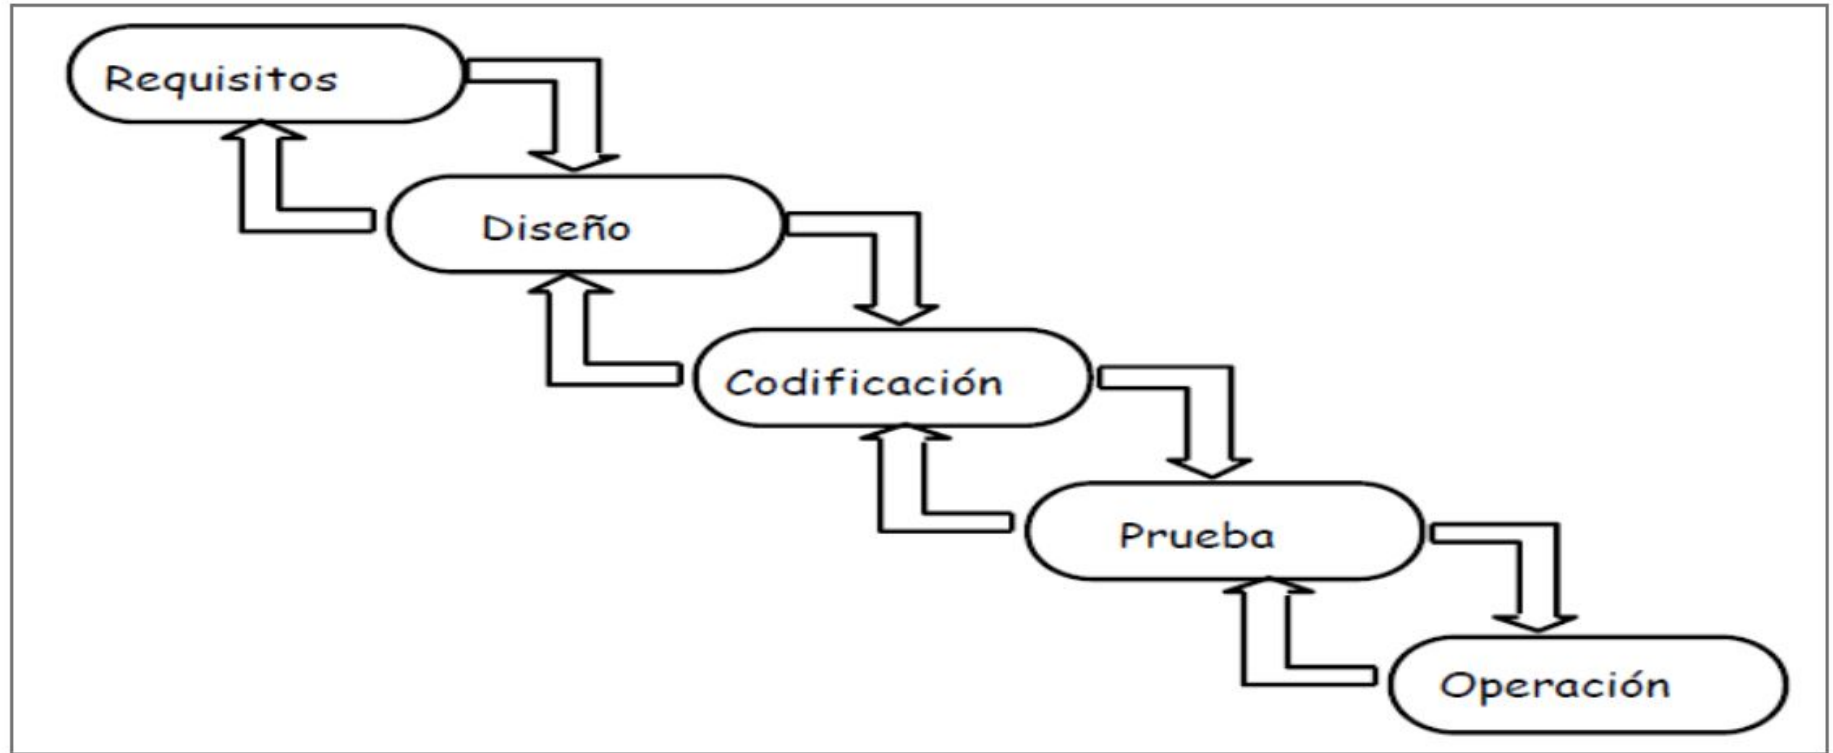 Requisitos
Diseño
Codificación
Prueba
Operación